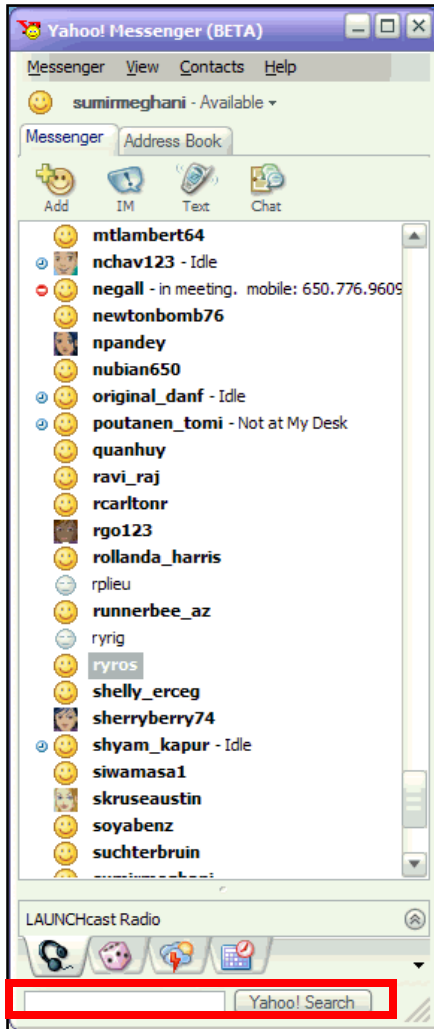 Yahoo! Messenger (BETA)
Messenger View Contacts Help
sumirmeghani - Available
Messenger Address Book
Add IM Text Chat
mtlambert64
nchav123 - Idle
negall - in meeting. mobile: 650.776.9609
newtonbomb76
npandey
nubian650
original_danf - Idle
poutanen_tomi - Not at My Desk
quanhuy
ravi_raj
rcarltonr
rgo123
rollanda_harris
rplieu
runnerbee_az
ryrig
ryros
shelly_erceg
sherryberry74
shyam_kapur - Idle
siwamasa1
skruseaustin
soyabenz
suchterbruin
LAUNCHcast Radio
Yahoo! Search